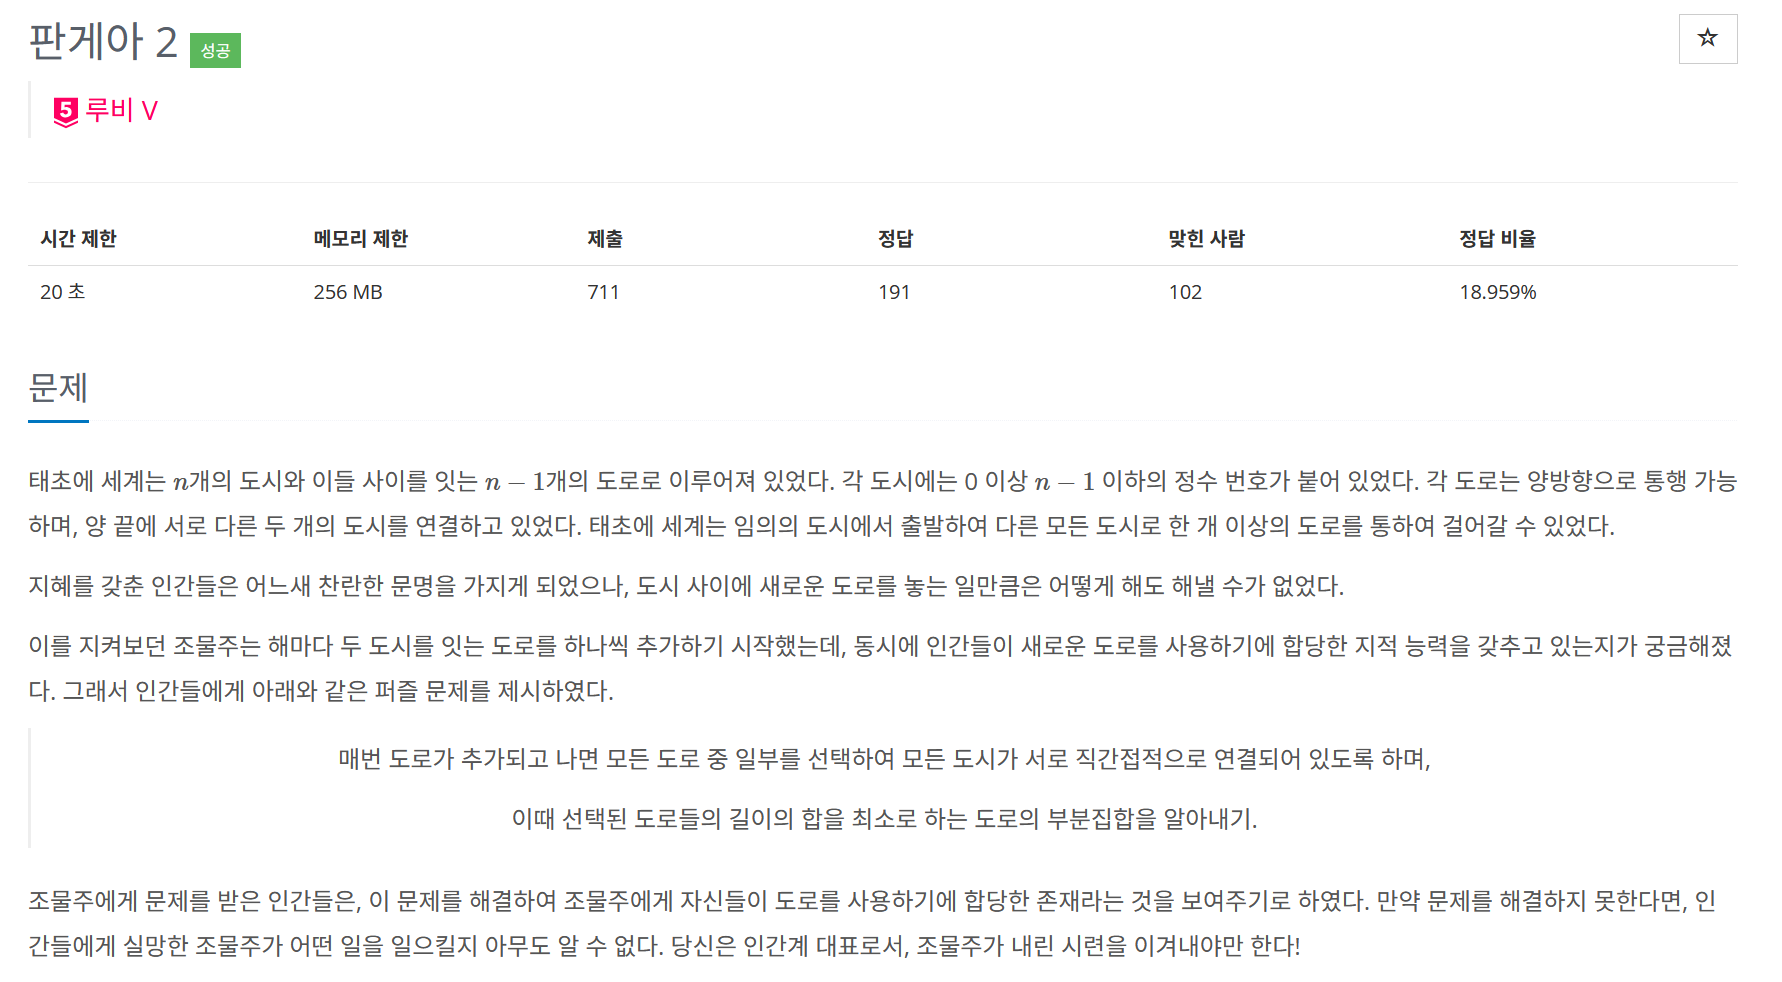 판게아 2 성공
☆
5 루비 V
시간 제한 메모리 제한 제출 정답 맞힌 사람 정답 비율
20 초 256 MB 711 191 102 18.959%
문제
태초에 세계는 n개의 도시와 이들 사이를 잇는 n − 1개의 도로로 이루어져 있었다. 각 도시에는 0 이상 n − 1 이하의 정수 번호가 붙어 있었다. 각 도로는 양방향으로 통행 가능
하며, 양 끝에 서로 다른 두 개의 도시를 연결하고 있었다. 태초에 세계는 임의의 도시에서 출발하여 다른 모든 도시로 한 개 이상의 도로를 통하여 걸어갈 수 있었다.
지혜를 갖춘 인간들은 어느새 찬란한 문명을 가지게 되었으나, 도시 사이에 새로운 도로를 놓는 일만큼은 어떻게 해도 해낼 수가 없었다.
이를 지켜보던 조물주는 해마다 두 도시를 잇는 도로를 하나씩 추가하기 시작했는데, 동시에 인간들이 새로운 도로를 사용하기에 합당한 지적 능력을 갖추고 있는지가 궁금해졌
다. 그래서 인간들에게 아래와 같은 퍼즐 문제를 제시하였다.
매번 도로가 추가되고 나면 모든 도로 중 일부를 선택하여 모든 도시가 서로 직간접적으로 연결되어 있도록 하며,
이때 선택된 도로들의 길이의 합을 최소로 하는 도로의 부분집합을 알아내기.
조물주에게 문제를 받은 인간들은, 이 문제를 해결하여 조물주에게 자신들이 도로를 사용하기에 합당한 존재라는 것을 보여주기로 하였다. 만약 문제를 해결하지 못한다면, 인
간들에게 실망한 조물주가 어떤 일을 일으킬지 아무도 알 수 없다. 당신은 인간계 대표로서, 조물주가 내린 시련을 이겨내야만 한다!